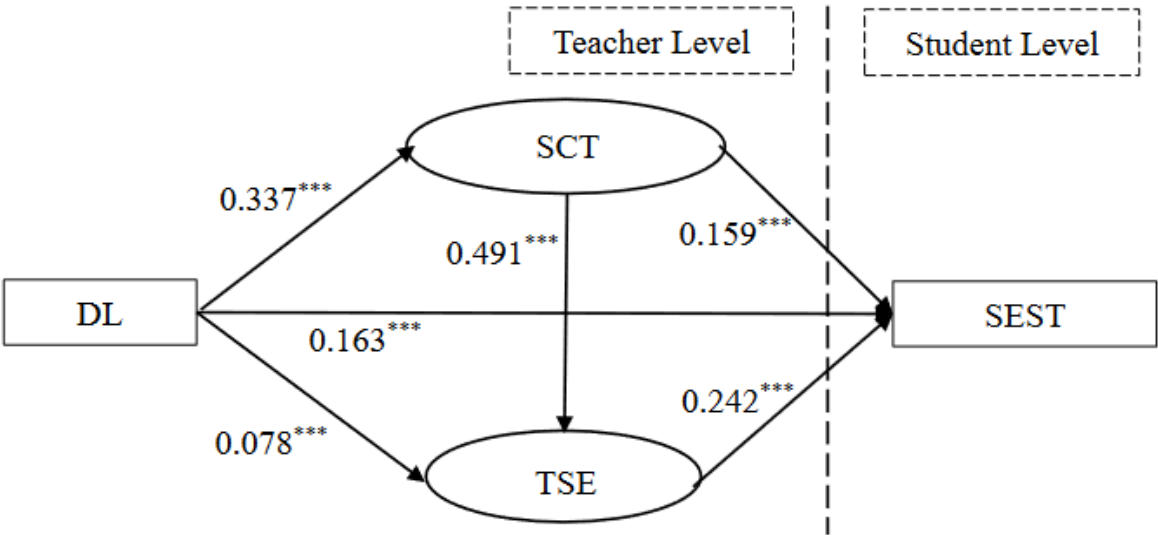 Teacher Level
Student Level
SCT
0.337***
0.159***
0.491***
DL
SEST
0.163***
0.242***
0.078***
TSE